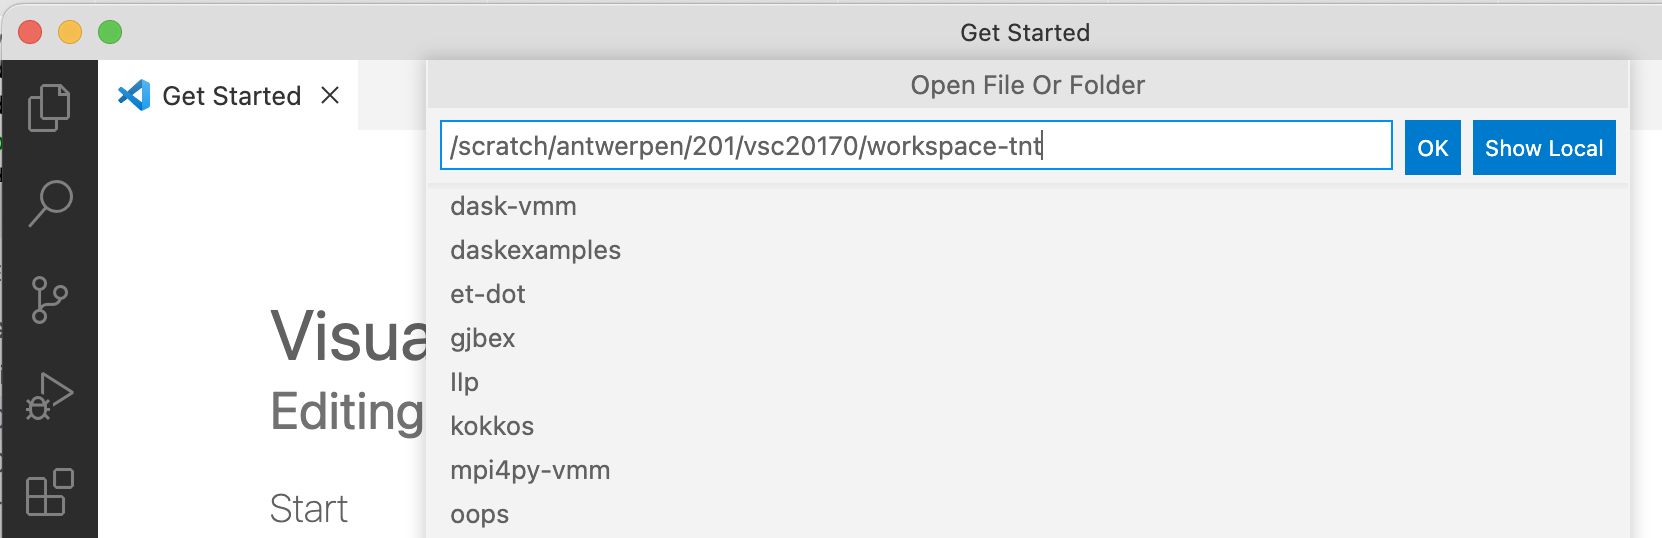 Get Started
Get Started
Open File Or Folder
/scratch/antwerpen/201/vsc20170/workspace-tnt
OK
Show Local
dask-vmm
daskexamples
et-dot
gjbex
llp
kokkos
mpi4py-vmm
oops
Editing
Start